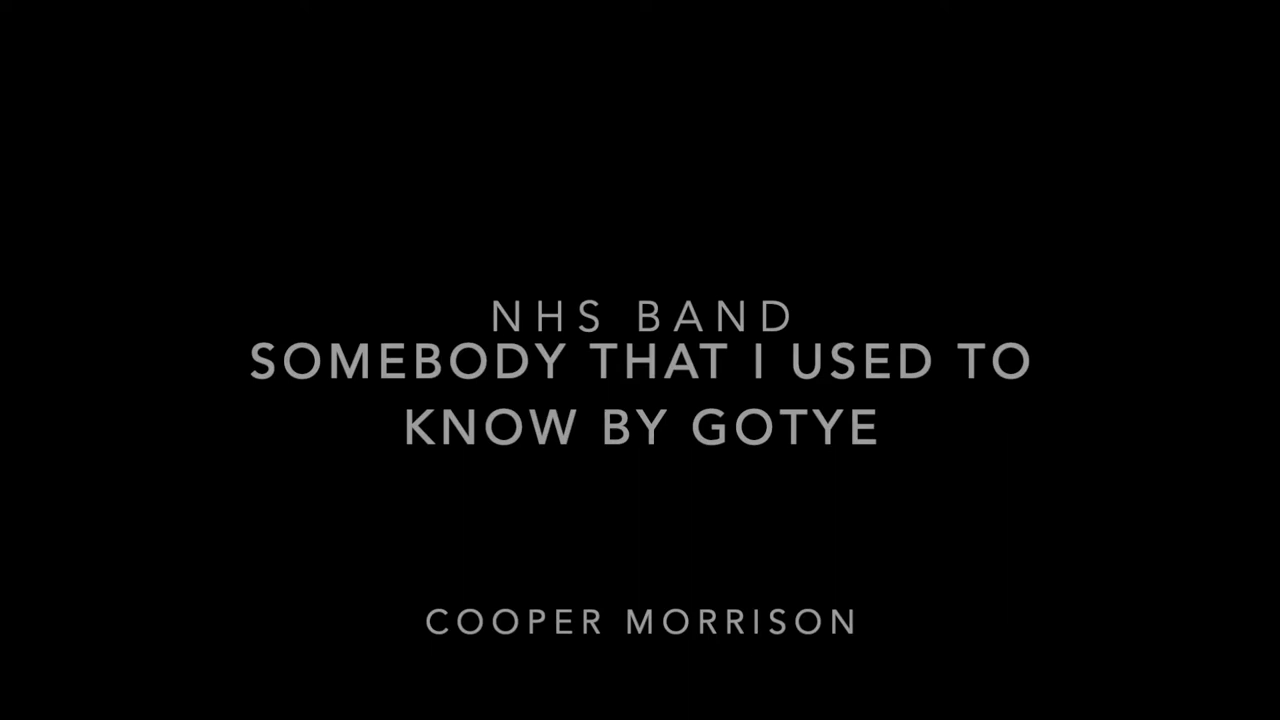 NHS BAND
SOMEBODY THAT I USED TO
KNOW BY GOTYE
COOPER MORRISON